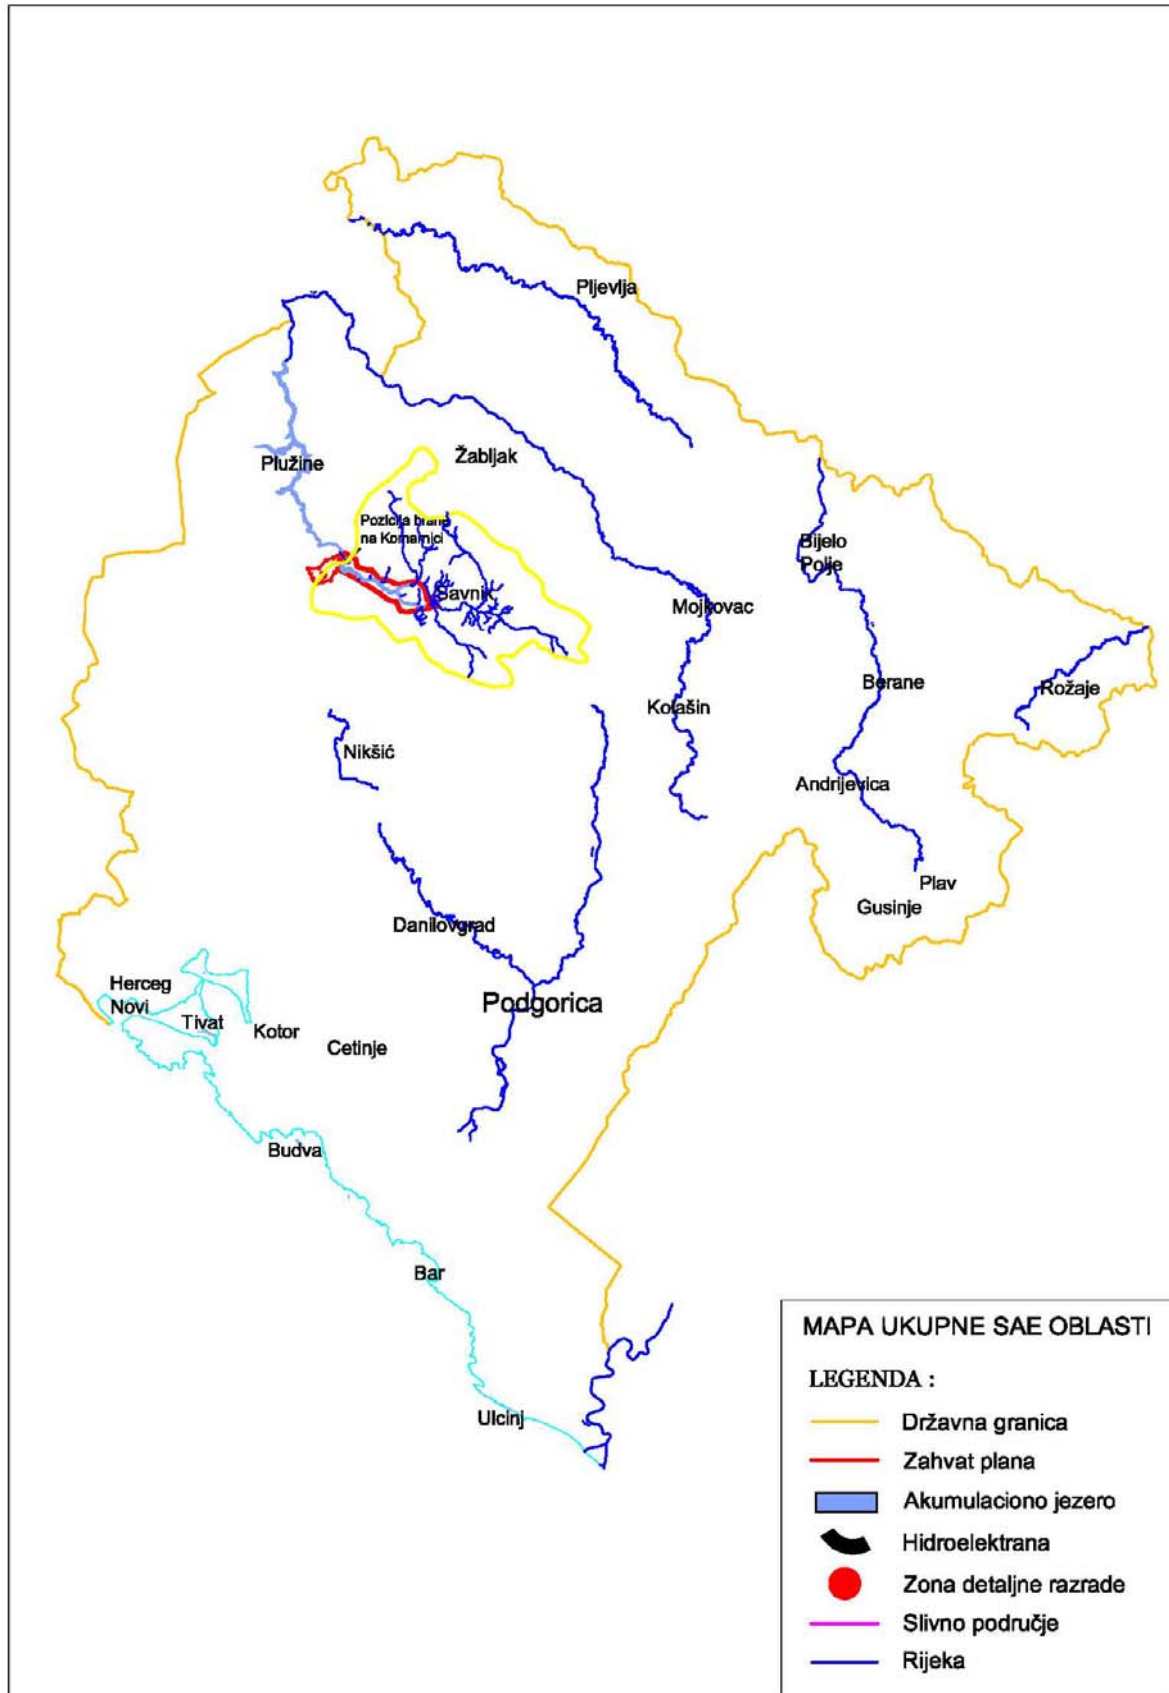 Pljevlja
Žabljak
Plužine
Pozicija brane
na Komarnici
Šavnik
Bijelo
Polje
Mojkovac
Kolašin
Berane
Rožaje
Nikšić
Andrijevica
Plav
Gusinje
Danilovgrad
Herceg
Novi
Tivat
Kotor
Cetinje
Podgorica
Budva
Bar
Ulcinj
MAPA UKUPNE SAE OBLASTI
LEGENDA :
Državna granica
Zahvat plana
Akumulaciono jezero
Hidroelektrana
Zona detaljne razrade
Slivno područje
Rijeka